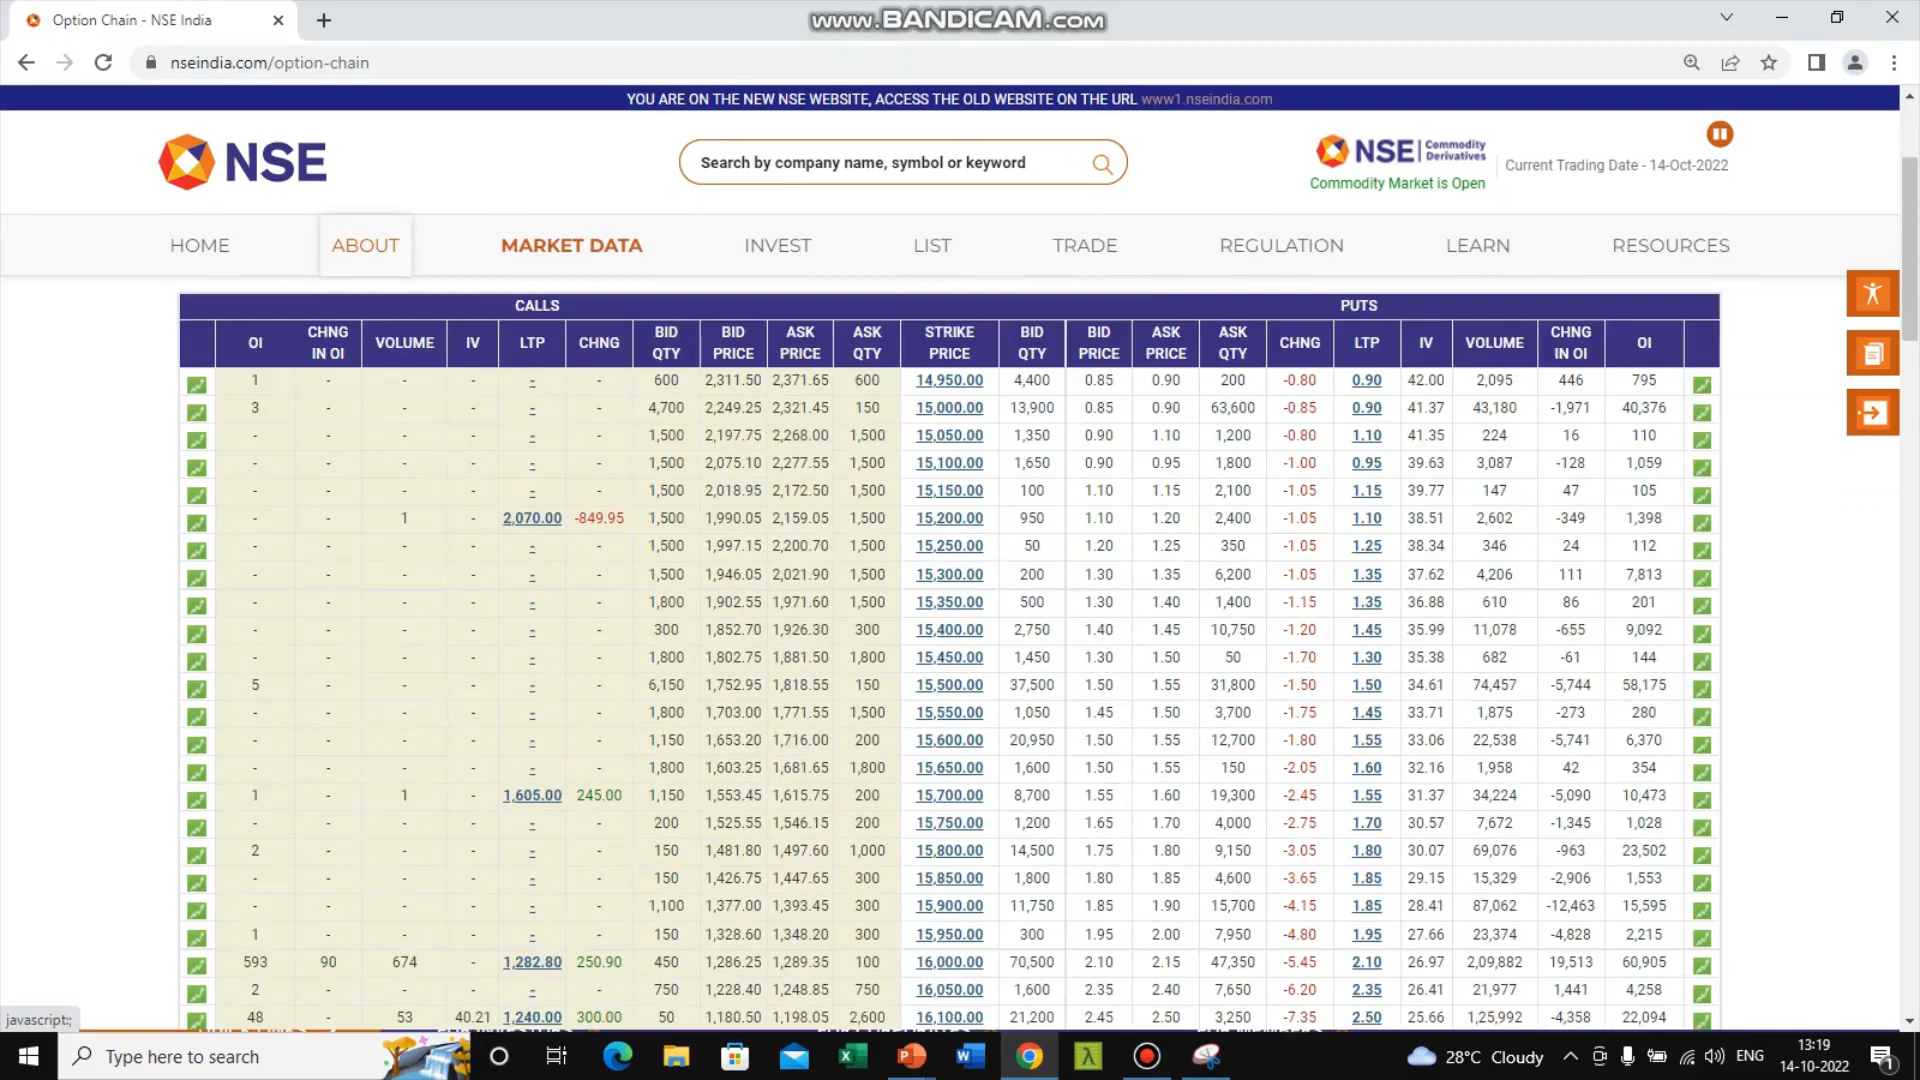 Option Chain - NSE India
www.BANDICAM.com
nseindia.com/option-chain
YOU ARE ON THE NEW NSE WEBSITE, ACCESS THE OLD WEBSITE ON THE URL www1.nseindia.com
NSE
Search by company name, symbol or keyword
NSE Commodity Derivatives
Commodity Market is Open
Current Trading Date - 14-Oct-2022
HOME ABOUT MARKET DATA INVEST LIST TRADE REGULATION LEARN RESOURCES
CALLS PUTS
OI CHNG IN OI VOLUME IV LTP CHNG BID QTY BID PRICE ASK PRICE ASK QTY STRIKE PRICE BID QTY BID PRICE ASK PRICE ASK QTY CHNG LTP IV VOLUME CHNG IN OI OI
1 - - - - - 600 2,311.50 2,371.65 600 14,950.00 4,400 0.85 0.90 200 -0.80 0.90 42.00 2,095 446 795
3 - - - - - 4,700 2,249.25 2,321.45 150 15,000.00 13,900 0.85 0.90 63,600 -0.85 0.90 41.37 43,180 -1,971 40,376
- - - - - - 1,500 2,197.75 2,268.00 1,500 15,050.00 1,350 0.90 1.10 1,200 -0.80 1.10 41.35 224 16 110
- - - - - - 1,500 2,075.10 2,277.55 1,500 15,100.00 1,650 0.90 0.95 1,800 -1.00 0.95 39.63 3,087 -128 1,059
- - - - - - 1,500 2,018.95 2,172.50 1,500 15,150.00 100 1.10 1.15 2,100 -1.05 1.15 39.77 147 47 105
- - 1 - 2,070.00 -849.95 1,500 1,990.05 2,159.05 1,500 15,200.00 950 1.10 1.20 2,400 -1.05 1.10 38.51 2,602 -349 1,398
- - - - - - 1,500 1,997.15 2,200.70 1,500 15,250.00 50 1.20 1.25 350 -1.05 1.25 38.34 346 24 112
- - - - - - 1,500 1,946.05 2,021.90 1,500 15,300.00 200 1.30 1.35 6,200 -1.05 1.35 37.62 4,206 111 7,813
- - - - - - 1,800 1,902.55 1,971.60 1,500 15,350.00 500 1.30 1.40 1,400 -1.15 1.35 36.88 610 86 201
- - - - - - 300 1,852.70 1,926.30 300 15,400.00 2,750 1.40 1.45 10,750 -1.20 1.45 35.99 11,078 -655 9,092
- - - - - - 1,800 1,802.75 1,881.50 1,800 15,450.00 1,450 1.30 1.50 50 -1.70 1.30 35.38 682 -61 144
5 - - - - - 6,150 1,752.95 1,818.55 150 15,500.00 37,500 1.50 1.55 31,800 -1.50 1.50 34.61 74,457 -5,744 58,175
- - - - - - 1,800 1,703.00 1,771.55 1,500 15,550.00 1,050 1.45 1.50 3,700 -1.75 1.45 33.71 1,875 -273 280
- - - - - - 1,150 1,653.20 1,716.00 200 15,600.00 20,950 1.50 1.55 12,700 -1.80 1.55 33.06 22,538 -5,741 6,370
- - - - - - 1,800 1,603.25 1,681.65 1,800 15,650.00 1,600 1.50 1.55 150 -2.05 1.60 32.16 1,958 42 354
1 - 1 - 1,605.00 245.00 1,150 1,553.45 1,615.75 200 15,700.00 8,700 1.55 1.60 19,300 -2.45 1.55 31.37 34,224 -5,090 10,473
- - - - - - 200 1,525.55 1,546.15 200 15,750.00 1,200 1.65 1.70 4,000 -2.75 1.70 30.57 7,672 -1,345 1,028
2 - - - - - 150 1,481.80 1,497.60 1,000 15,800.00 14,500 1.75 1.80 9,150 -3.05 1.80 30.07 69,076 -963 23,502
- - - - - - 150 1,426.75 1,447.65 300 15,850.00 1,800 1.80 1.85 4,600 -3.65 1.85 29.15 15,329 -2,906 1,553
- - - - - - 1,100 1,377.00 1,393.45 300 15,900.00 11,750 1.85 1.90 15,700 -4.15 1.85 28.41 87,062 -12,463 15,595
1 - - - - - 150 1,328.60 1,348.20 300 15,950.00 300 1.95 2.00 7,950 -4.80 1.95 27.66 23,374 -4,828 2,215
593 90 674 - 1,282.80 250.90 450 1,286.25 1,289.35 100 16,000.00 70,500 2.10 2.15 47,350 -5.45 2.10 26.97 2,09,882 19,513 60,905
2 - - - - - 750 1,228.40 1,248.85 750 16,050.00 1,600 2.35 2.40 7,650 -6.20 2.35 26.41 21,977 1,441 4,258
48 - 53 40.21 1,240.00 300.00 50 1,180.50 1,198.05 2,600 16,100.00 21,200 2.45 2.50 3,250 -7.35 2.50 25.66 1,25,992 -4,358 22,094
javascript:;
Type here to search
28°C Cloudy
ENG
13:19
14-10-2022
1